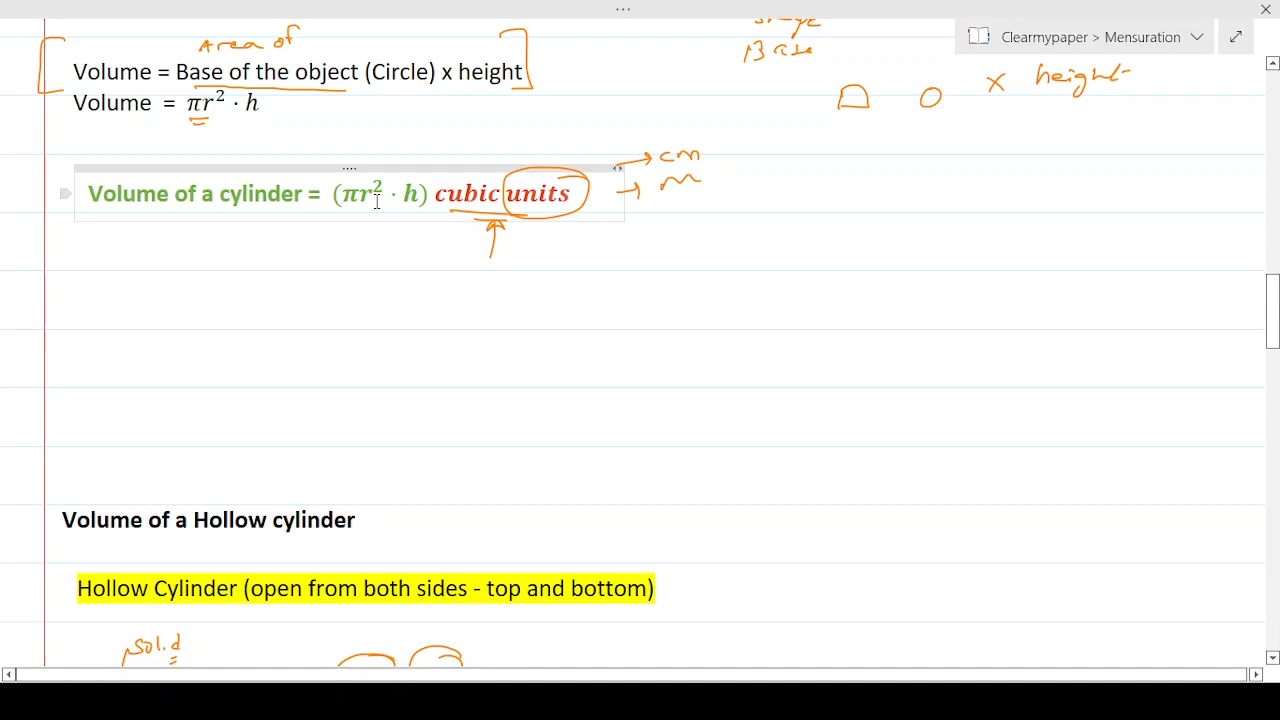 Clearmypaper > Mensuration
Area of
Volume = Base of the object (Circle) x height
Volume = πr² · h
x height
Volume of a cylinder = (πr² · h) cubic units
cm
m
Volume of a Hollow cylinder
Hollow Cylinder (open from both sides - top and bottom)
solid